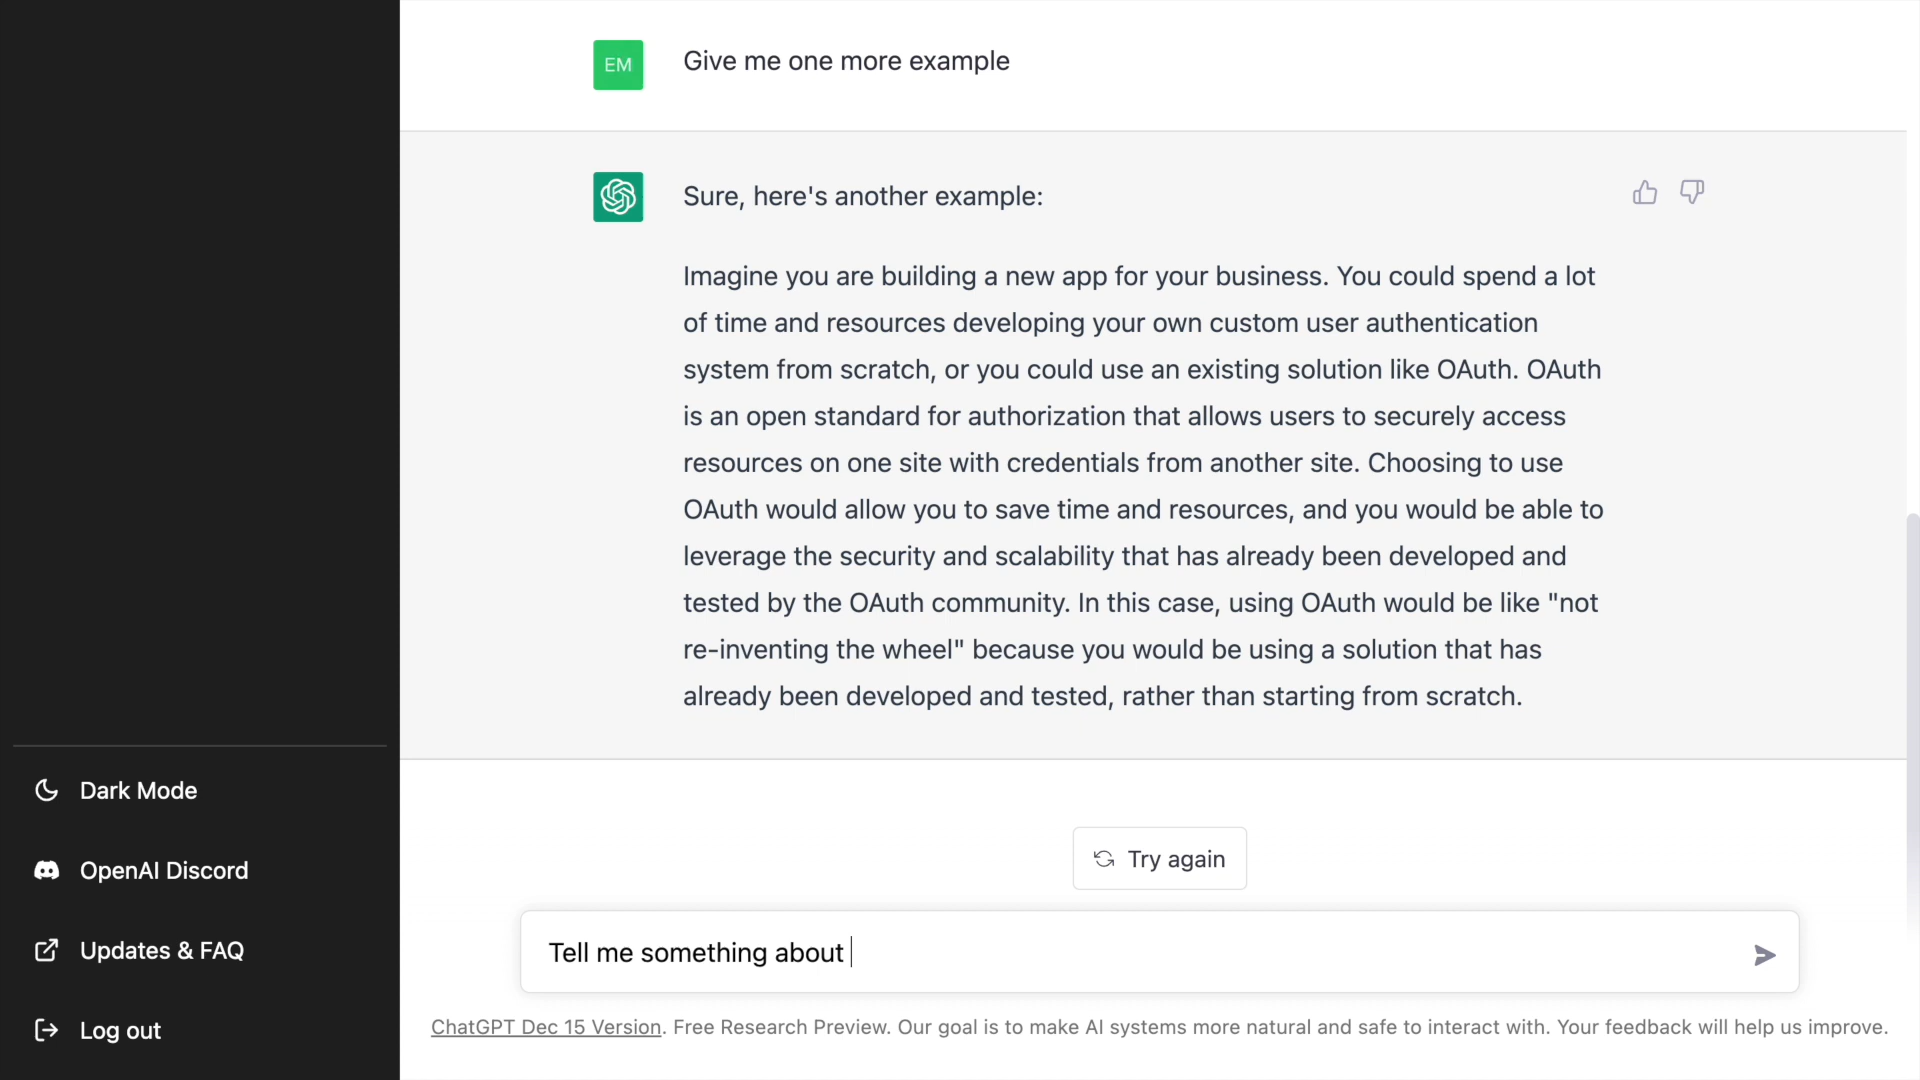 EM
Give me one more example
Sure, here's another example:
Imagine you are building a new app for your business. You could spend a lot
of time and resources developing your own custom user authentication
system from scratch, or you could use an existing solution like OAuth. OAuth
is an open standard for authorization that allows users to securely access
resources on one site with credentials from another site. Choosing to use
OAuth would allow you to save time and resources, and you would be able to
leverage the security and scalability that has already been developed and
tested by the OAuth community. In this case, using OAuth would be like "not
re-inventing the wheel" because you would be using a solution that has
already been developed and tested, rather than starting from scratch.
Dark Mode
OpenAI Discord
Updates & FAQ
Log out
Try again
Tell me something about
ChatGPT Dec 15 Version. Free Research Preview. Our goal is to make AI systems more natural and safe to interact with. Your feedback will help us improve.